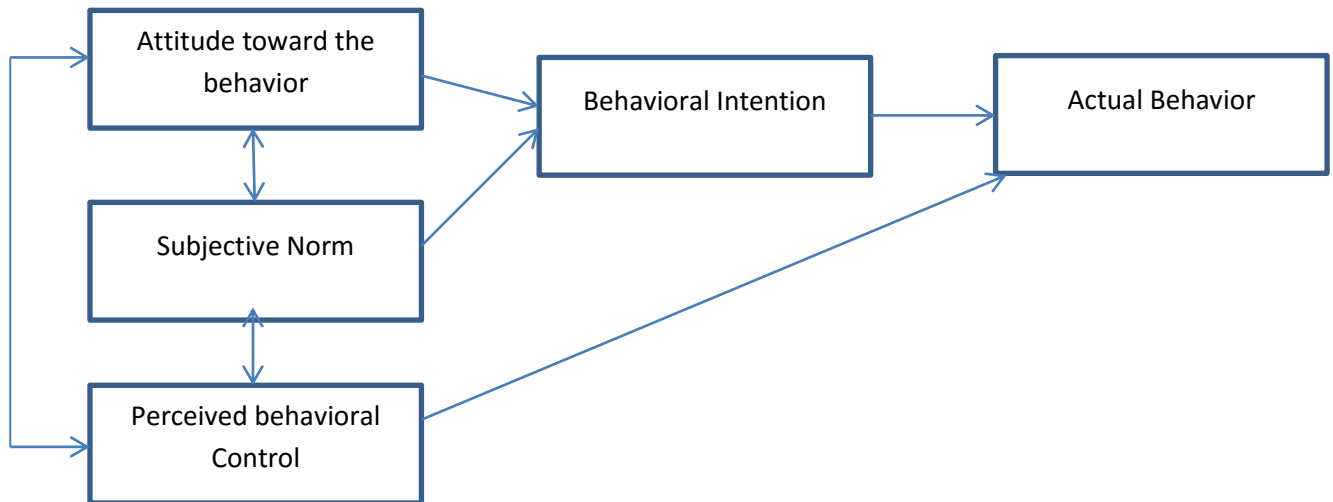 Attitude toward the
behavior
Behavioral Intention
Actual Behavior
Subjective Norm
Perceived behavioral
Control